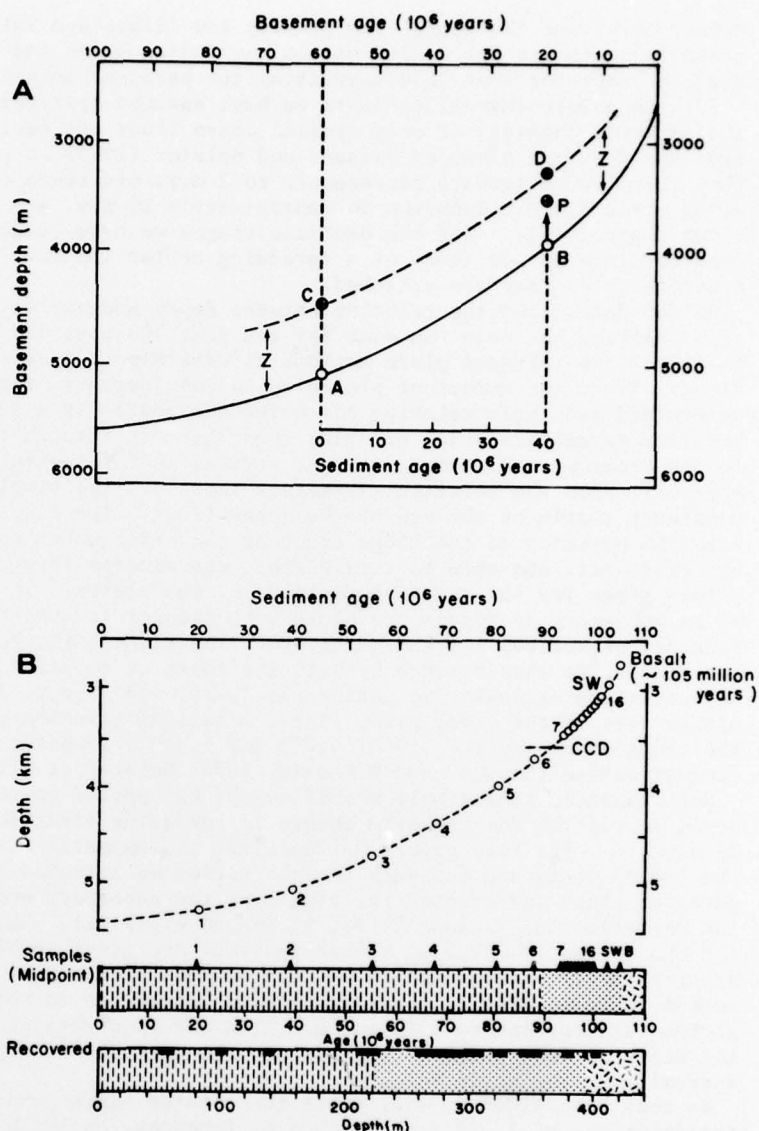 Basement age (10⁶ years)
100 90 80 70 60 50 40 30 20 10 0
A
Basement depth (m)
3000
4000
5000
6000
3000
4000
5000
6000
Z
D
P
B
C
Z
A
0 10 20 30 40
Sediment age (10⁶ years)
Sediment age (10⁶ years)
0 10 20 30 40 50 60 70 80 90 100 110
B
Depth (km)
3
4
5
3
4
5
Basalt
(~ 105 million
years)
SW
16
7
CCD
6
5
4
3
2
1
Samples
(Midpoint)
1 2 3 4 5 6 7 16 SW B
0 10 20 30 40 50 60 70 80 90 100 110
Age (10⁶ years)
Recovered
0 100 200 300 400
Depth(m)